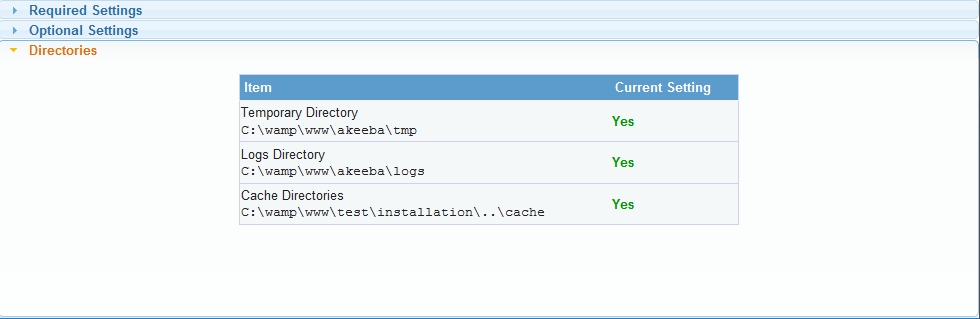 Required Settings
Optional Settings
Directories
Item Current Setting
Temporary Directory
C:\wamp\www\akeeba\tmp Yes
Logs Directory
C:\wamp\www\akeeba\logs Yes
Cache Directories
C:\wamp\www\test\installation\..\cache Yes